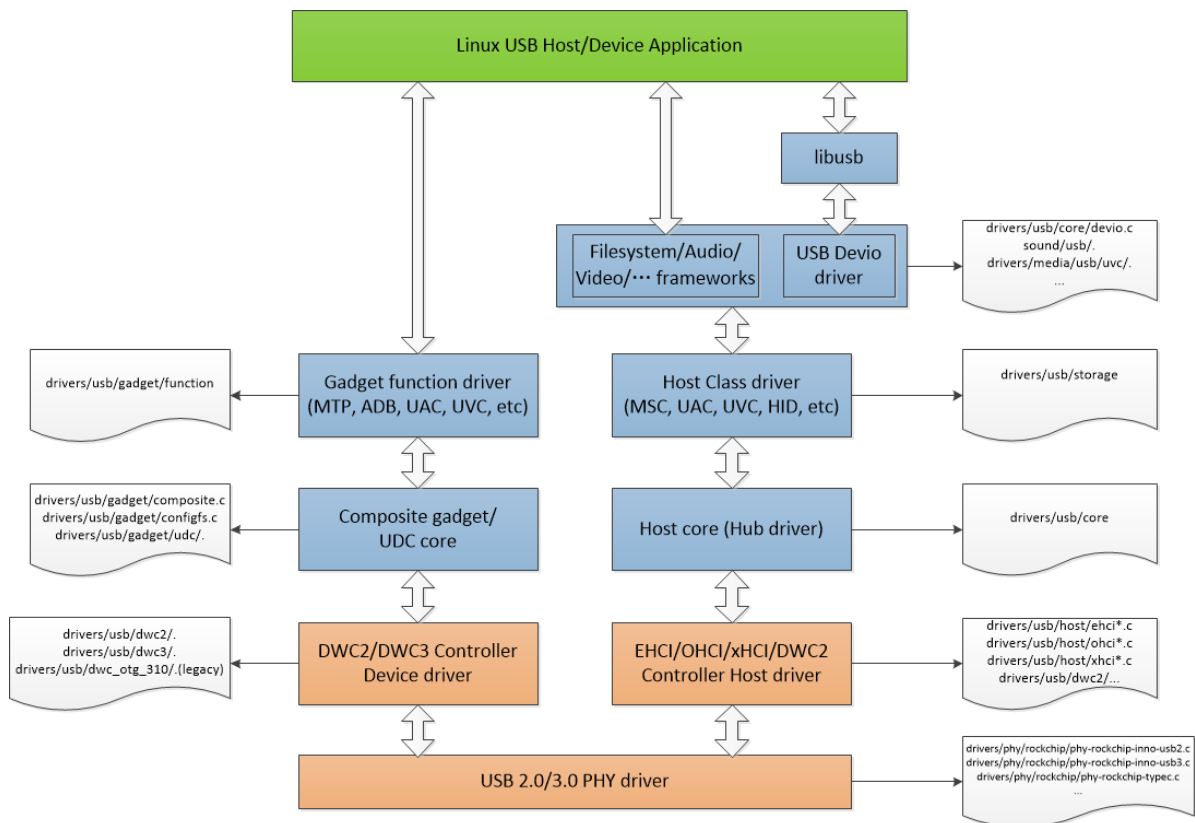 Linux USB Host/Device Application
libusb
Filesystem/Audio/
Video/⋯ frameworks
USB Devio
driver
drivers/usb/core/devio.c
sound/usb/.
drivers/media/usb/uvc/.
...
drivers/usb/gadget/function
Gadget function driver
(MTP, ADB, UAC, UVC, etc)
Host Class driver
(MSC, UAC, UVC, HID, etc)
drivers/usb/storage
drivers/usb/gadget/composite.c
drivers/usb/gadget/configfs.c
drivers/usb/gadget/udc/.
Composite gadget/
UDC core
Host core (Hub driver)
drivers/usb/core
drivers/usb/dwc2/.
drivers/usb/dwc3/.
drivers/usb/dwc_otg_310/.(legacy)
DWC2/DWC3 Controller
Device driver
EHCI/OHCI/xHCI/DWC2
Controller Host driver
drivers/usb/host/ehci*.c
drivers/usb/host/ohci*.c
drivers/usb/host/xhci*.c
drivers/usb/dwc2/...
USB 2.0/3.0 PHY driver
drivers/phy/rockchip/phy-rockchip-inno-usb2.c
drivers/phy/rockchip/phy-rockchip-inno-usb3.c
drivers/phy/rockchip/phy-rockchip-typec.c
...